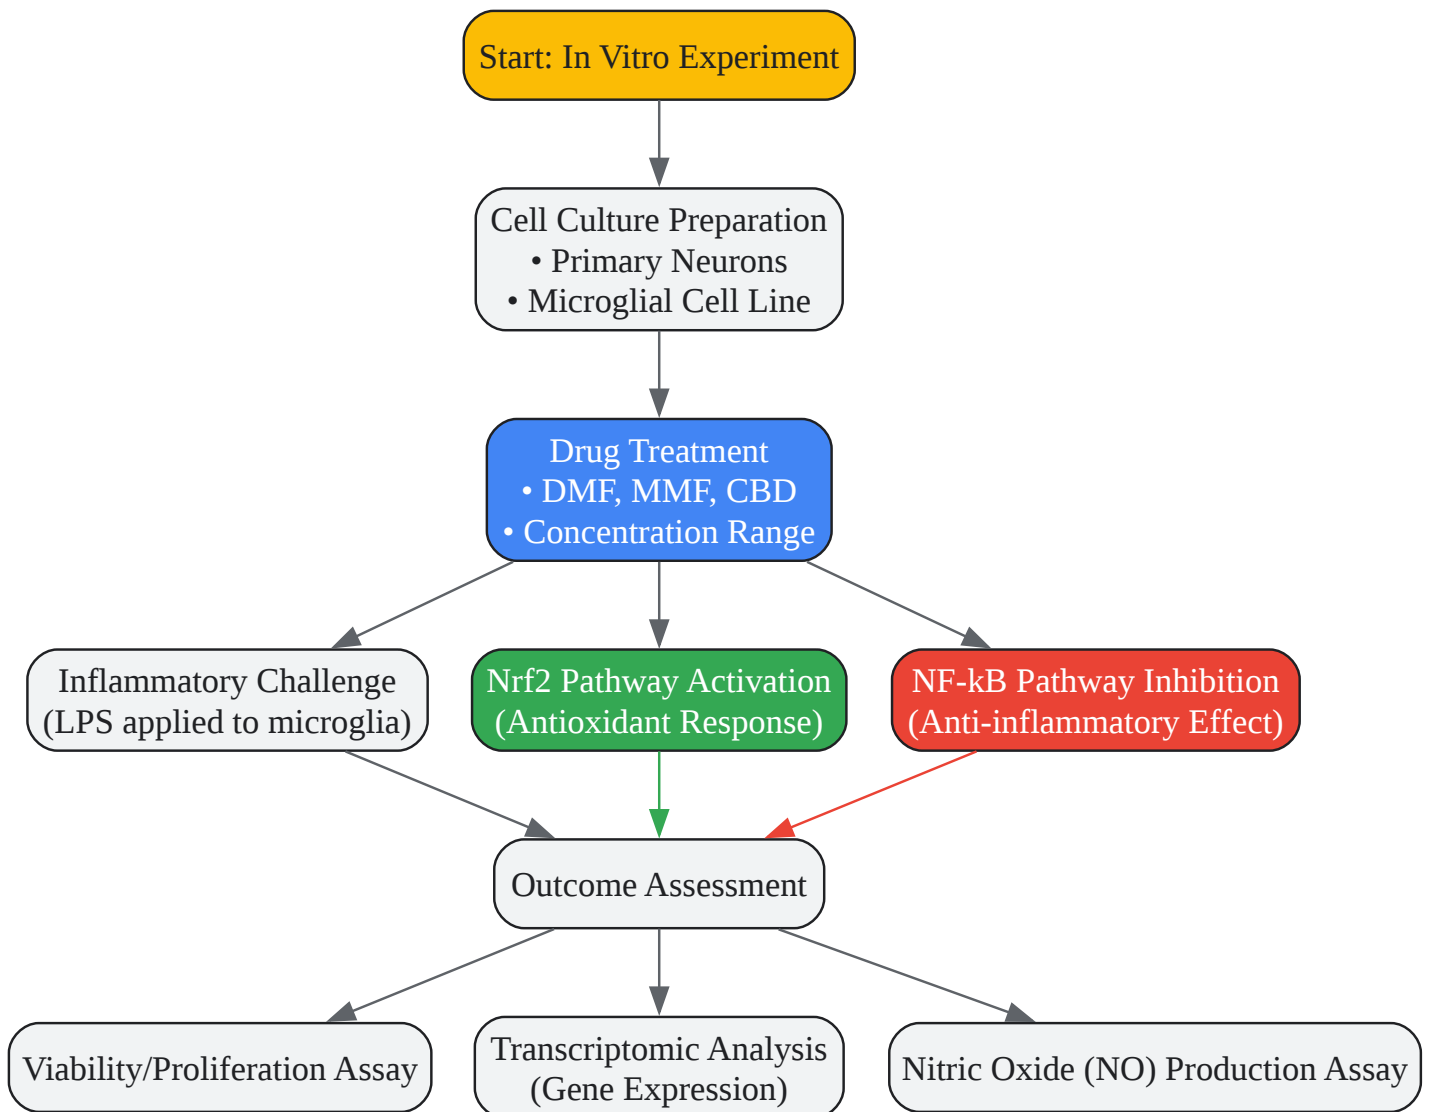 Start: In Vitro Experiment
Cell Culture Preparation
• Primary Neurons
• Microglial Cell Line
Drug Treatment
• DMF, MMF, CBD
• Concentration Range
Inflammatory Challenge
(LPS applied to microglia)
Nrf2 Pathway Activation
(Antioxidant Response)
NF-kB Pathway Inhibition
(Anti-inflammatory Effect)
Outcome Assessment
Viability/Proliferation Assay
Transcriptomic Analysis
(Gene Expression)
Nitric Oxide (NO) Production Assay